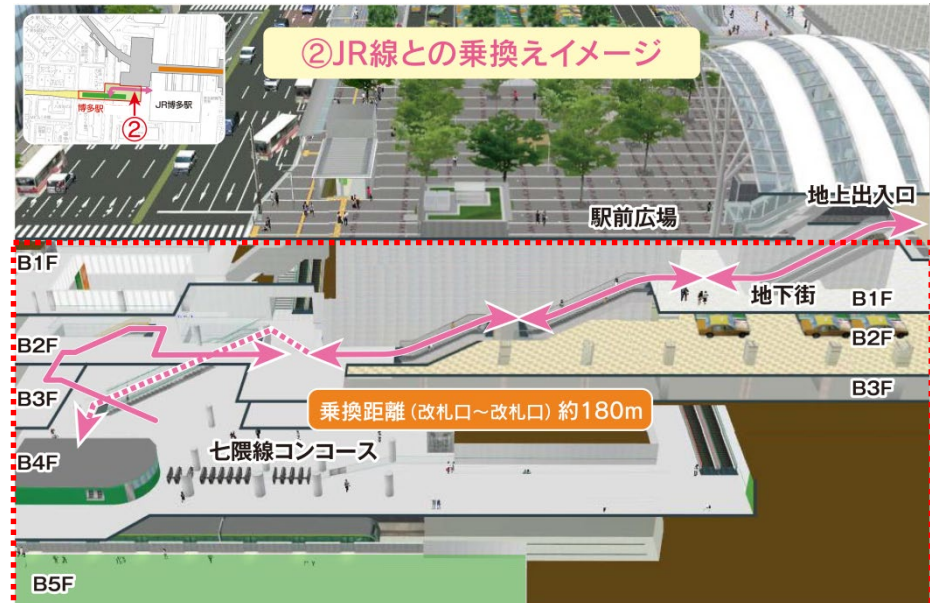 ②JR線との乗換えイメージ
博多駅
JR博多駅
②
地上出入口
駅前広場
B1F
地下街
B1F
B2F
B2F
B3F
B3F
乗換距離(改札口~改札口)約180m
七隈線コンコース
B4F
B5F